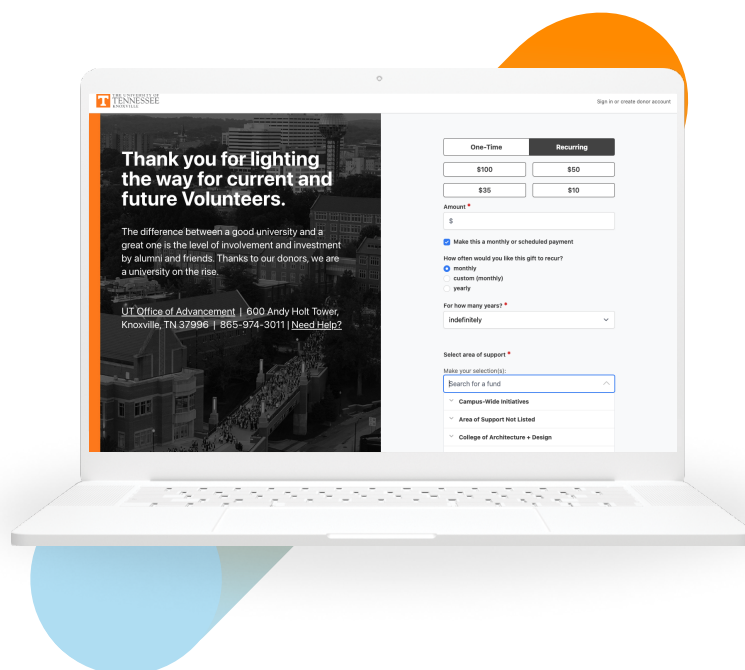 THE UNIVERSITY OF
TENNESSEE
KNOXVILLE
Sign in or create donor account
Thank you for lighting
the way for current and
future Volunteers.
The difference between a good university and a
great one is the level of involvement and investment
by alumni and friends. Thanks to our donors, we are
a university on the rise.
UT Office of Advancement | 600 Andy Holt Tower,
Knoxville, TN 37996 | 865-974-3011 | Need Help?
One-Time Recurring
$100 $50
$35 $10
Amount *
$
Make this a monthly or scheduled payment
How often would you like this gift to recur?
monthly
custom (monthly)
yearly
For how many years? *
indefinitely
Select area of support *
Make your selection(s):
Search for a fund
Campus-Wide Initiatives
Area of Support Not Listed
College of Architecture + Design